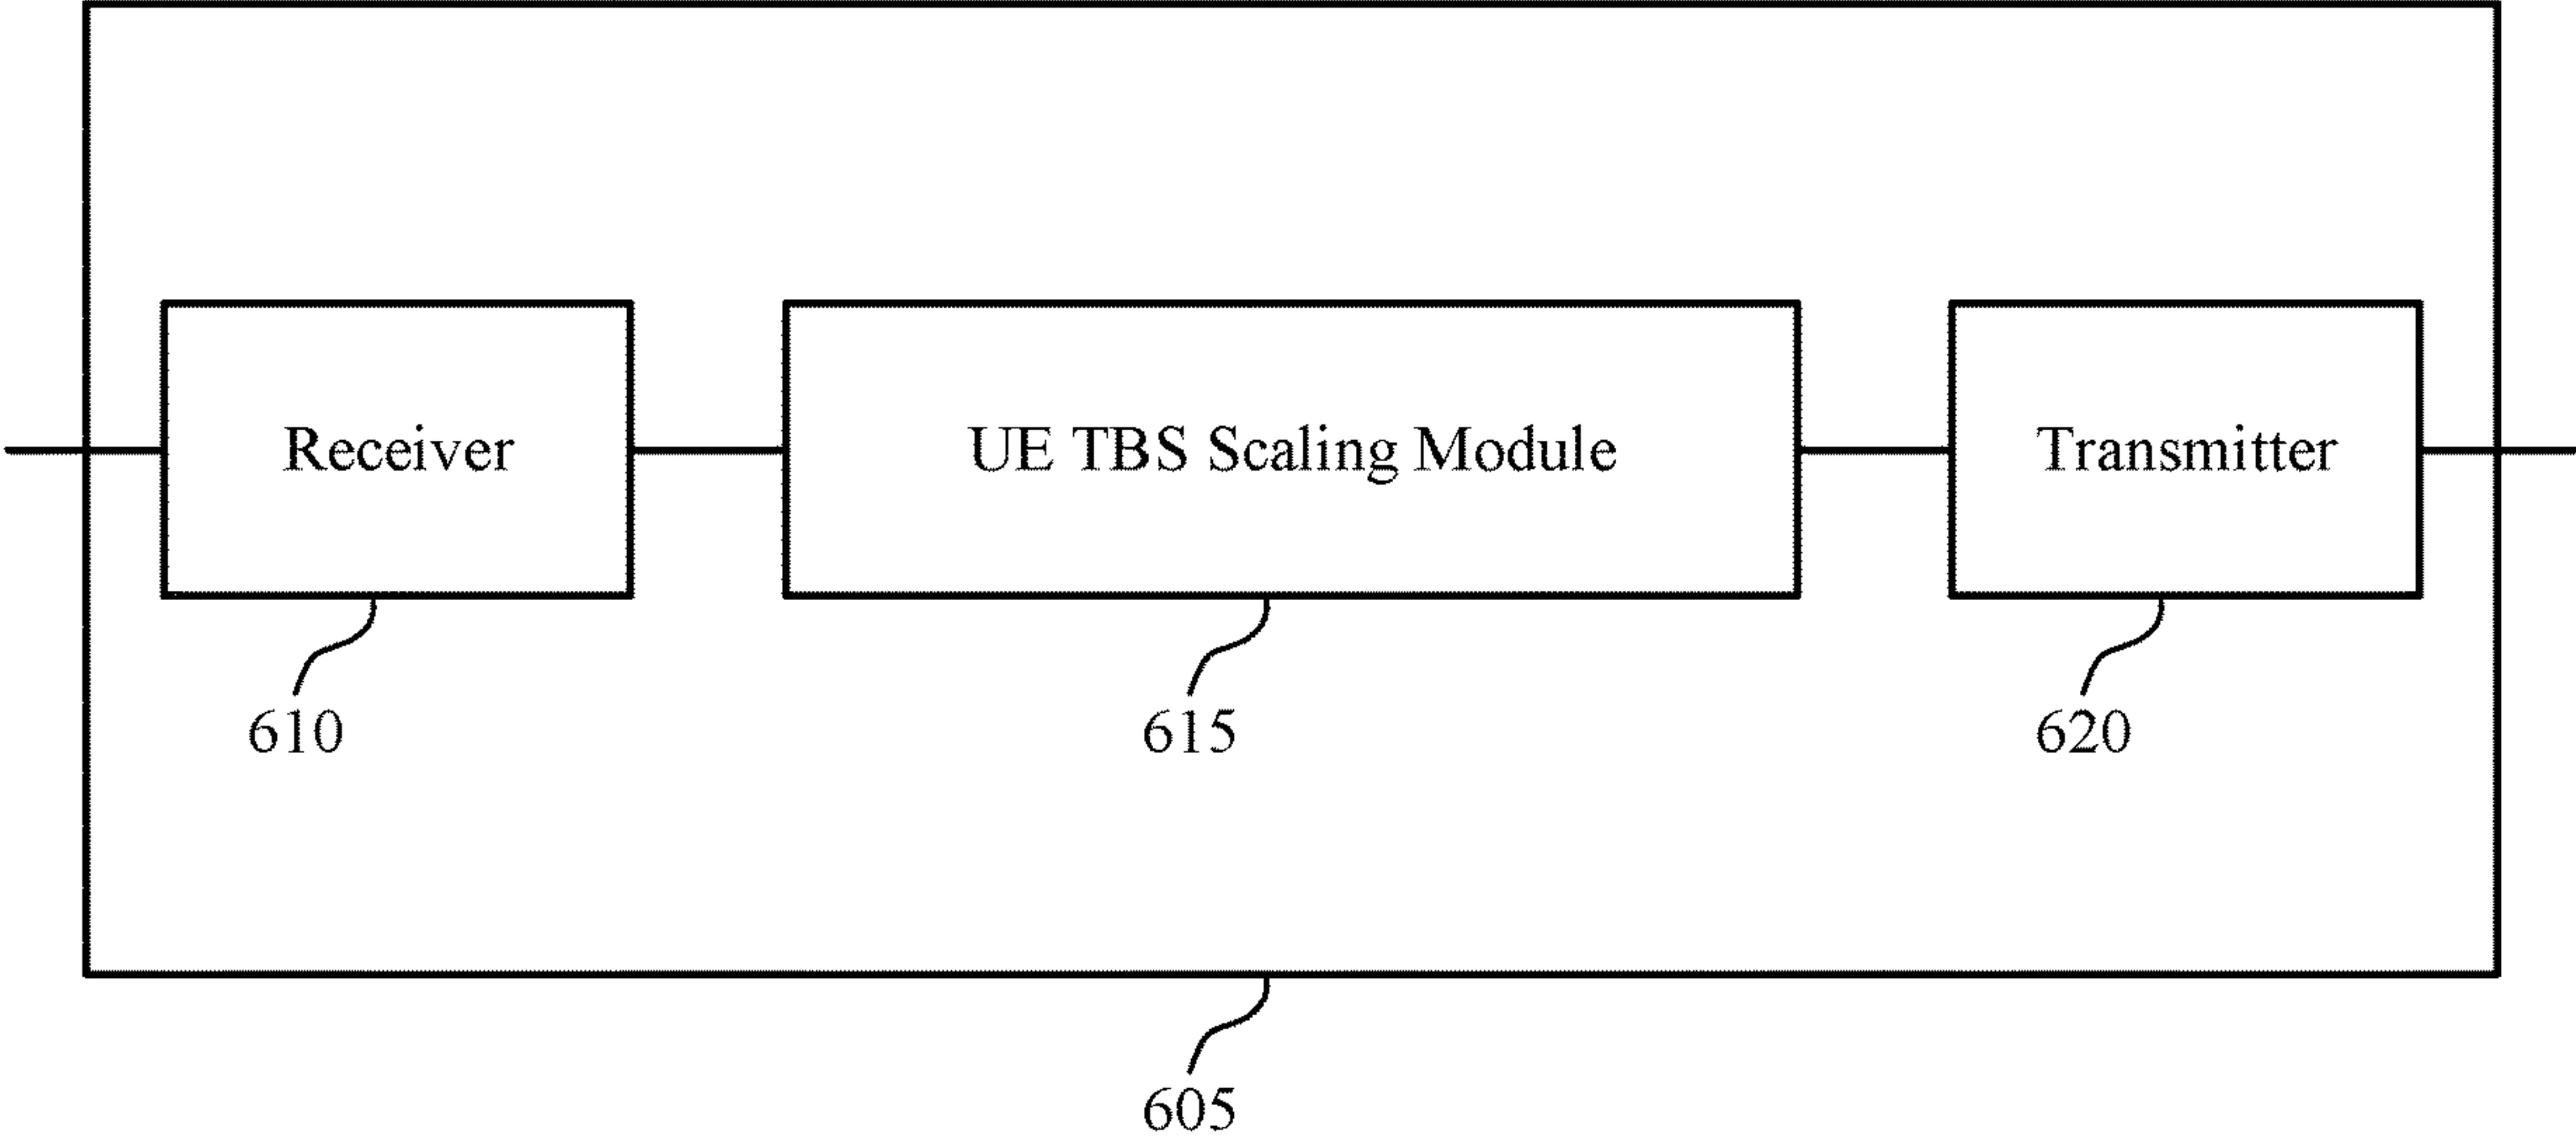 Receiver
UE TBS Scaling Module
Transmitter
610
615
620
605